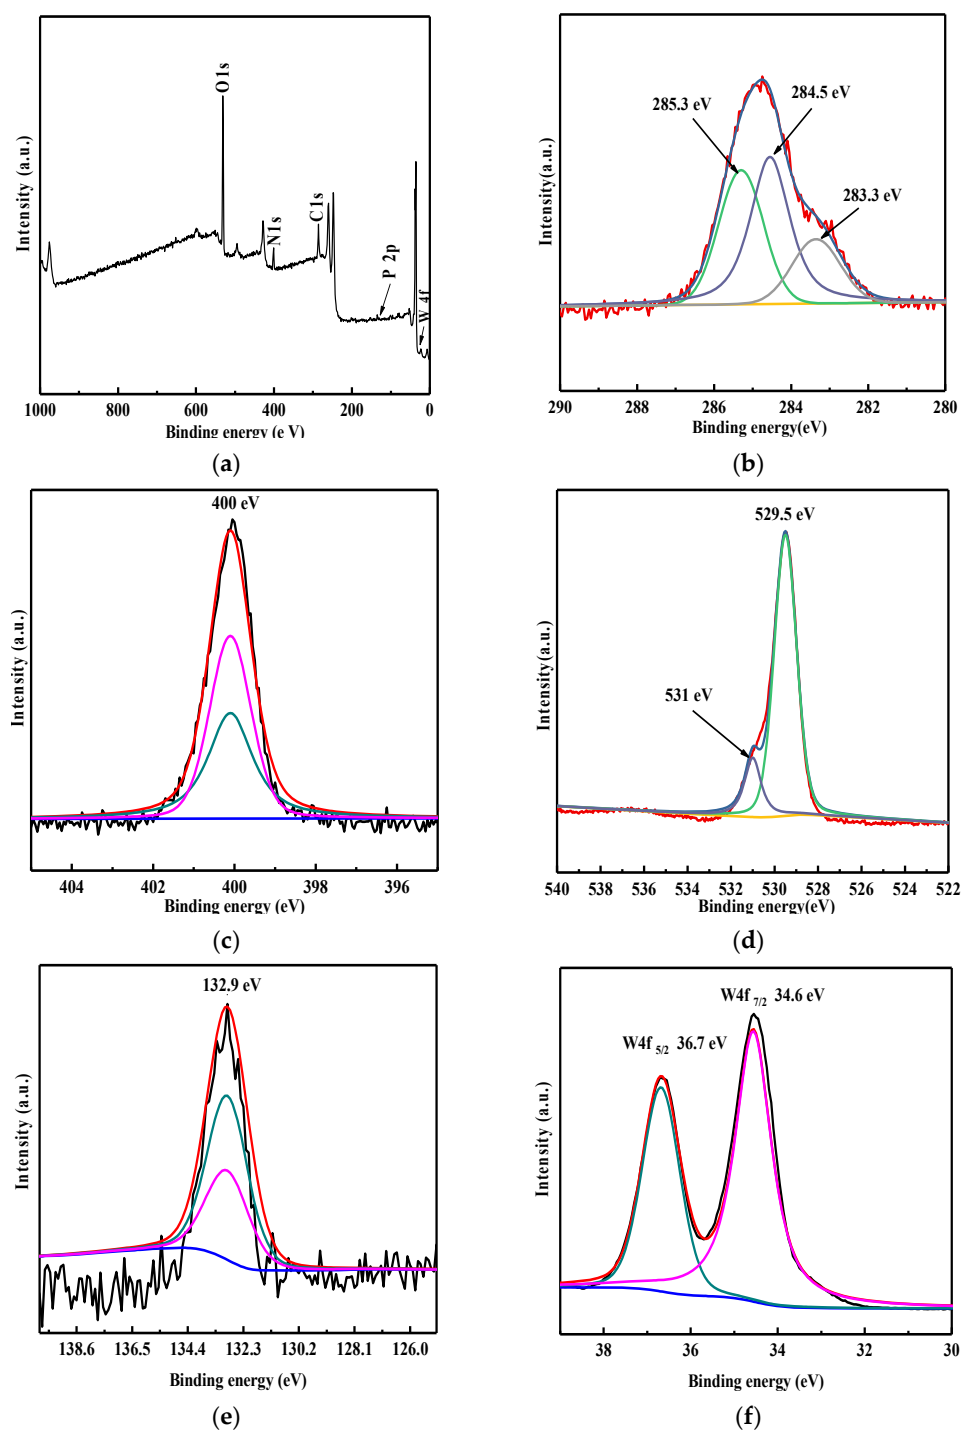 O 1s
N1s
C1s
P 2p
W 4f
Intensity (a.u.)
1000 800 600 400 200 0
Binding energy (e V)
(a)
285.3 eV
284.5 eV
283.3 eV
Intensity(a.u.)
290 288 286 284 282 280
Binding energy(eV)
(b)
400 eV
Intensity (a.u.)
404 402 400 398 396
Binding energy (eV)
(c)
529.5 eV
531 eV
Intensity(a.u.)
540 538 536 534 532 530 528 526 524 522
Binding energy(eV)
(d)
132.9 eV
Intensity (a.u.)
138.6 136.5 134.4 132.3 130.2 128.1 126.0
Binding energy (eV)
(e)
W4f 7/2 34.6 eV
W4f 5/2 36.7 eV
Intensity (a.u.)
38 36 34 32 30
Binding energy (eV)
(f)